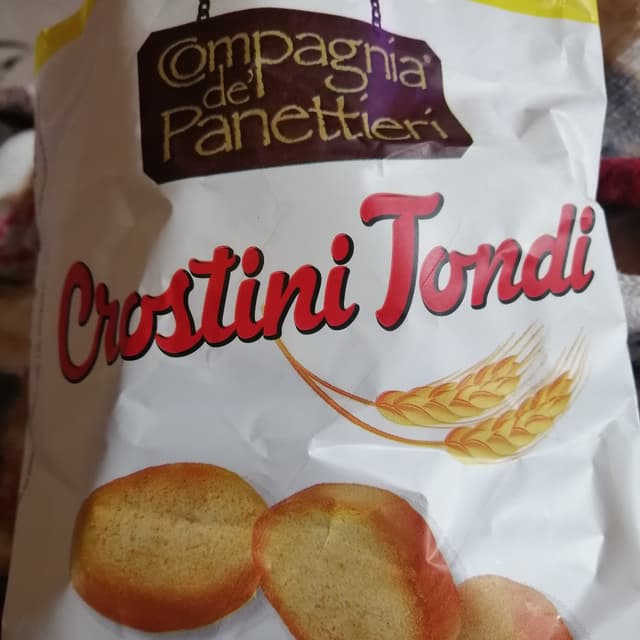 Compagnia®
de'
Panettieri
Crostini Tondi